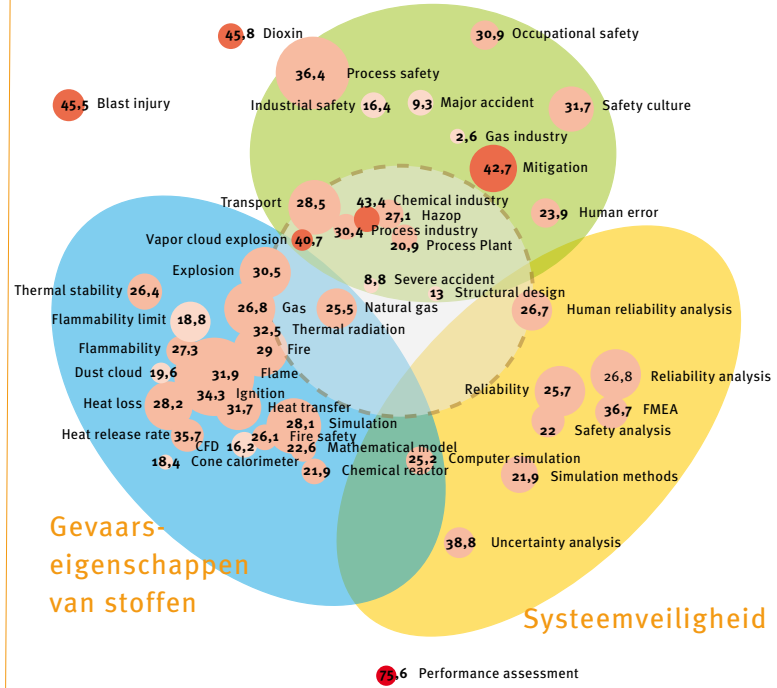 45,8 Dioxin
30,9 Occupational safety
36,4 Process safety
45,5 Blast injury
Industrial safety 16,4
9,3 Major accident
31,7 Safety culture
2,6 Gas industry
42,7 Mitigation
Transport 28,5
43,4 Chemical industry
27,1 Hazop
23,9 Human error
30,4 Process industry
Vapor cloud explosion 40,7
20,9 Process Plant
Explosion 30,5
8,8 Severe accident
Thermal stability 26,4
13 Structural design
26,8 Gas
25,5 Natural gas
26,7 Human reliability analysis
Flammability limit 18,8
32,5 Thermal radiation
Flammability 27,3
29 Fire
Dust cloud 19,6
31,9 Flame
26,8 Reliability analysis
Reliability 25,7
34,3 Ignition
Heat loss 28,2
31,7 Heat transfer
36,7 FMEA
28,1 Simulation
22 Safety analysis
Heat release rate 35,7
26,1 Fire safety
CFD 16,2
22,6 Mathematical model
18,4 Cone calorimeter
25,2 Computer simulation
21,9 Chemical reactor
21,9 Simulation methods
Gevaars-
eigenschappen
van stoffen
38,8 Uncertainty analysis
Systeemveiligheid
75,6 Performance assessment